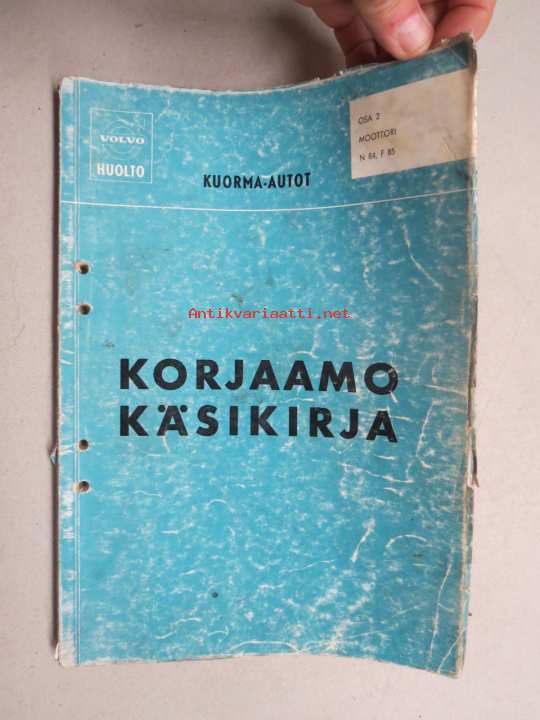 VOLVO
HUOLTO
OSA 2
MOOTTORI
N 84, F 85
KUORMA-AUTOT
Antikvariaatti.net
KORJAAMO
KÄSIKIRJA